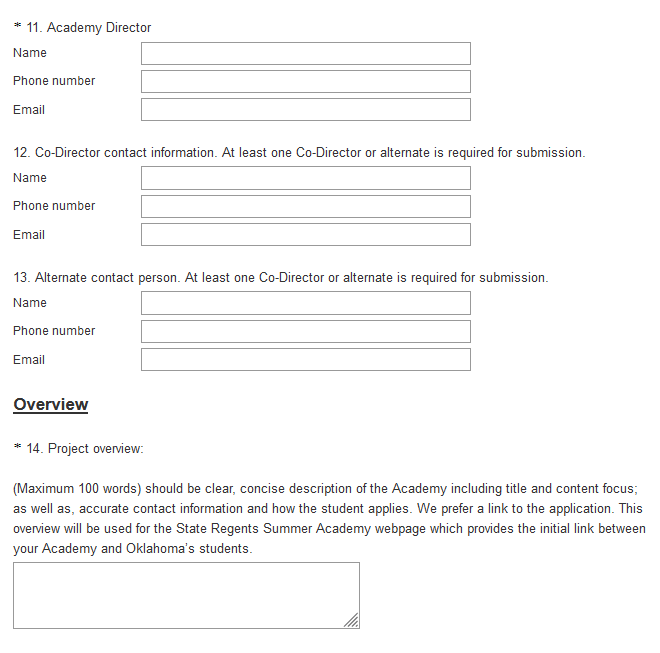 * 11. Academy Director
Name
Phone number
Email
12. Co-Director contact information. At least one Co-Director or alternate is required for submission.
Name
Phone number
Email
13. Alternate contact person. At least one Co-Director or alternate is required for submission.
Name
Phone number
Email
Overview
* 14. Project overview:
(Maximum 100 words) should be clear, concise description of the Academy including title and content focus;
as well as, accurate contact information and how the student applies. We prefer a link to the application. This
overview will be used for the State Regents Summer Academy webpage which provides the initial link between
your Academy and Oklahoma's students.